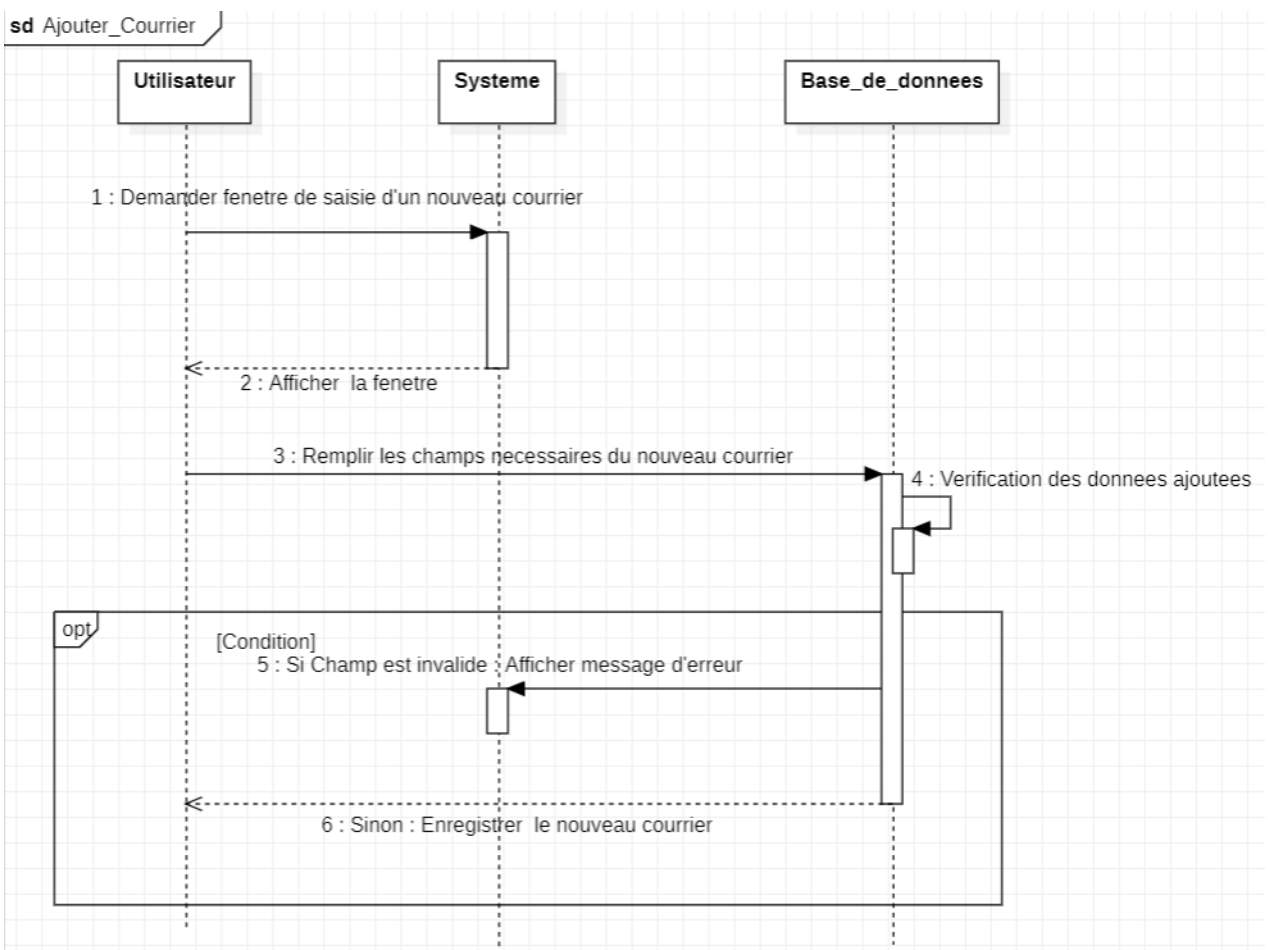 sd Ajouter_Courrier
Utilisateur
Systeme
Base_de_donnees
1 : Demander fenetre de saisie d'un nouveau courrier
2 : Afficher la fenetre
3 : Remplir les champs necessaires du nouveau courrier
4 : Verification des donnees ajoutees
opt
[Condition]
5 : Si Champ est invalide : Afficher message d'erreur
6 : Sinon : Enregistrer le nouveau courrier